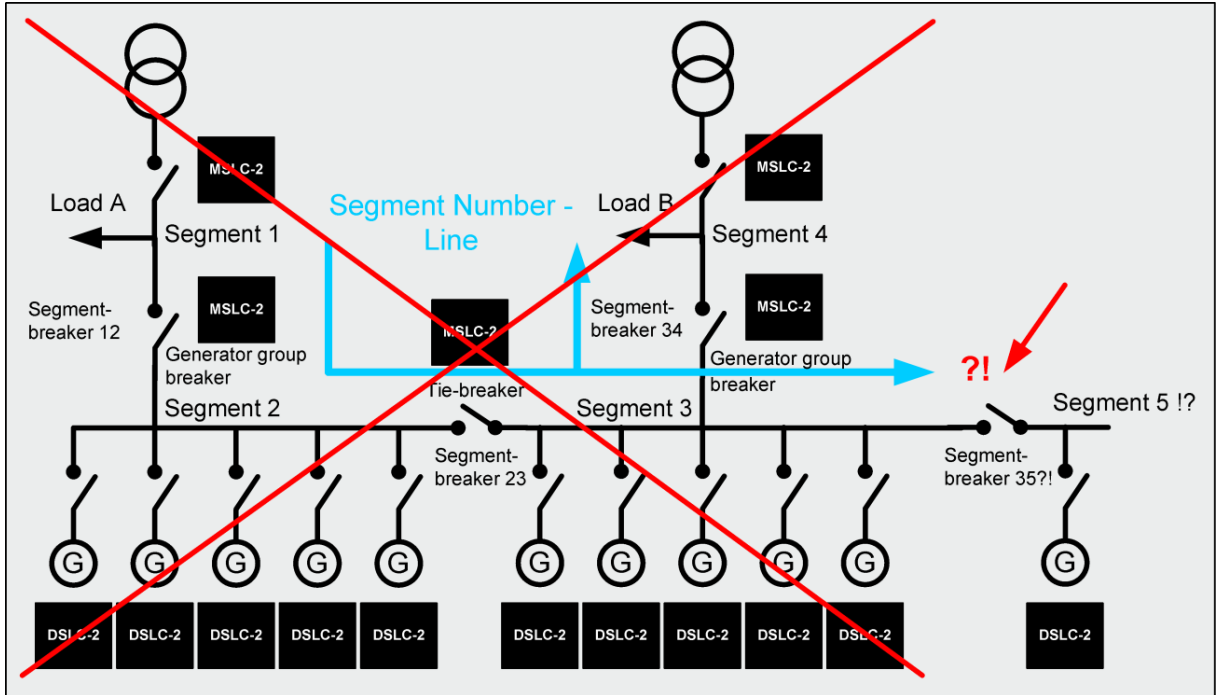 MSLC-2
MSLC-2
Load A
Segment Number -
Line
Load B
Segment 1
Segment 4
Segment-
breaker 12
MSLC-2
MSLC-2
Segment-
breaker 34
MSLC-2
Generator group
breaker
Generator group
breaker
?!
Tie-breaker
Segment 2
Segment 3
Segment 5 !?
Segment-
breaker 23
Segment-
breaker 35?!
G G G G G G G G G G G
DSLC-2 DSLC-2 DSLC-2 DSLC-2 DSLC-2 DSLC-2 DSLC-2 DSLC-2 DSLC-2 DSLC-2 DSLC-2